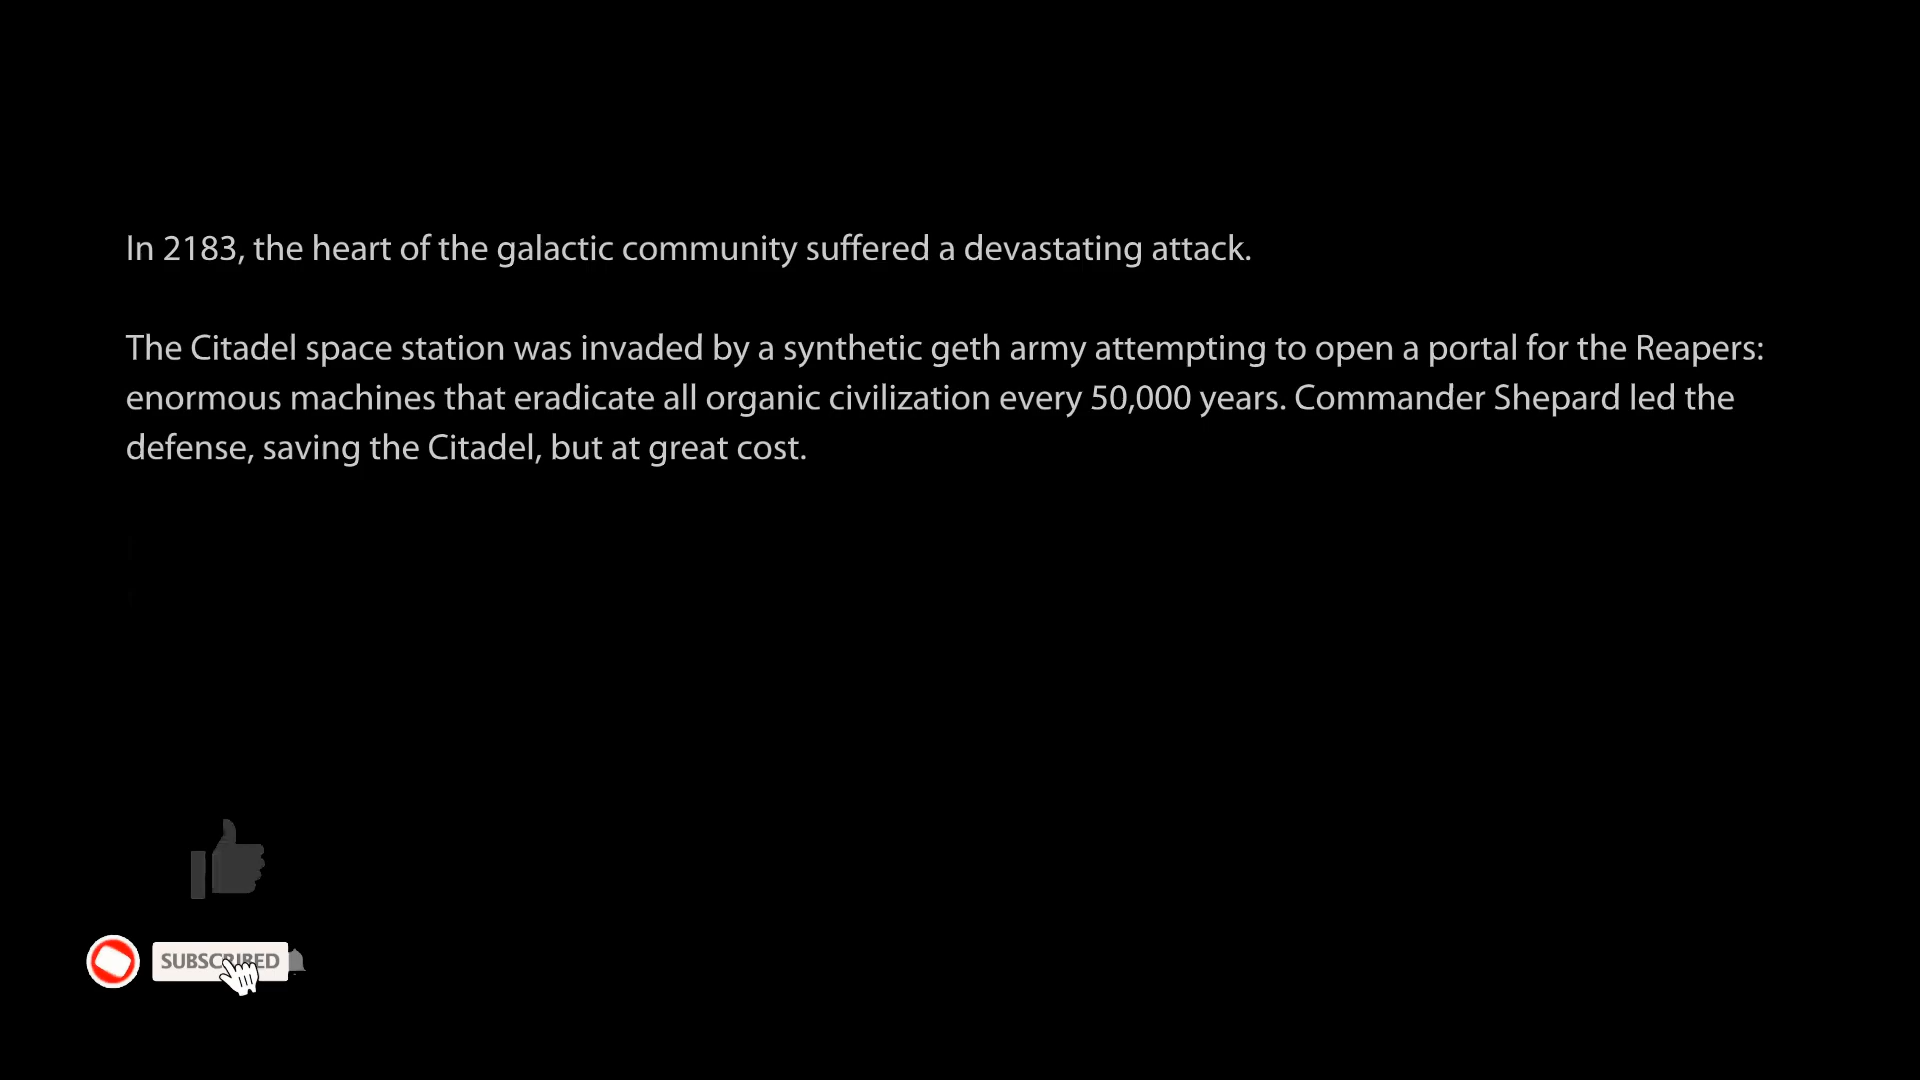 In 2183, the heart of the galactic community suffered a devastating attack.
The Citadel space station was invaded by a synthetic geth army attempting to open a portal for the Reapers:
enormous machines that eradicate all organic civilization every 50,000 years. Commander Shepard led the
defense, saving the Citadel, but at great cost.
SUBSCRIBED